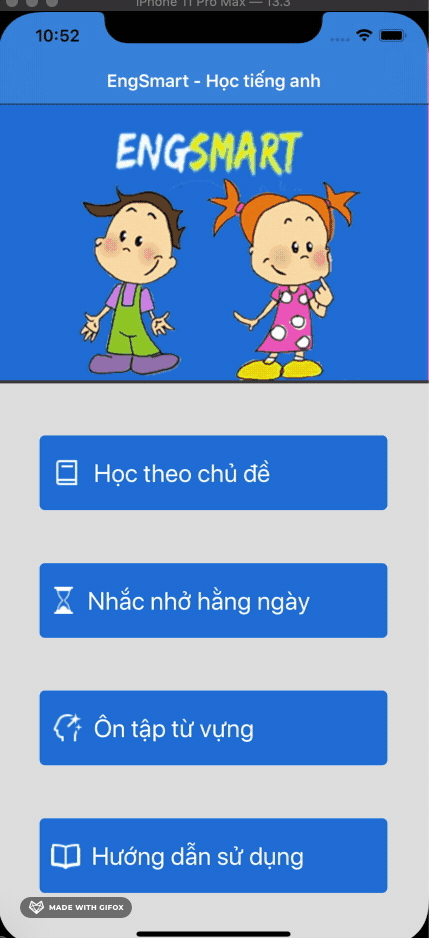 iPhone 11 Pro Max — 13.3
10:52
EngSmart - Học tiếng anh
ENGSMART
Học theo chủ đề
Nhắc nhở hằng ngày
Ôn tập từ vựng
Hướng dẫn sử dụng
MADE WITH GIFOX